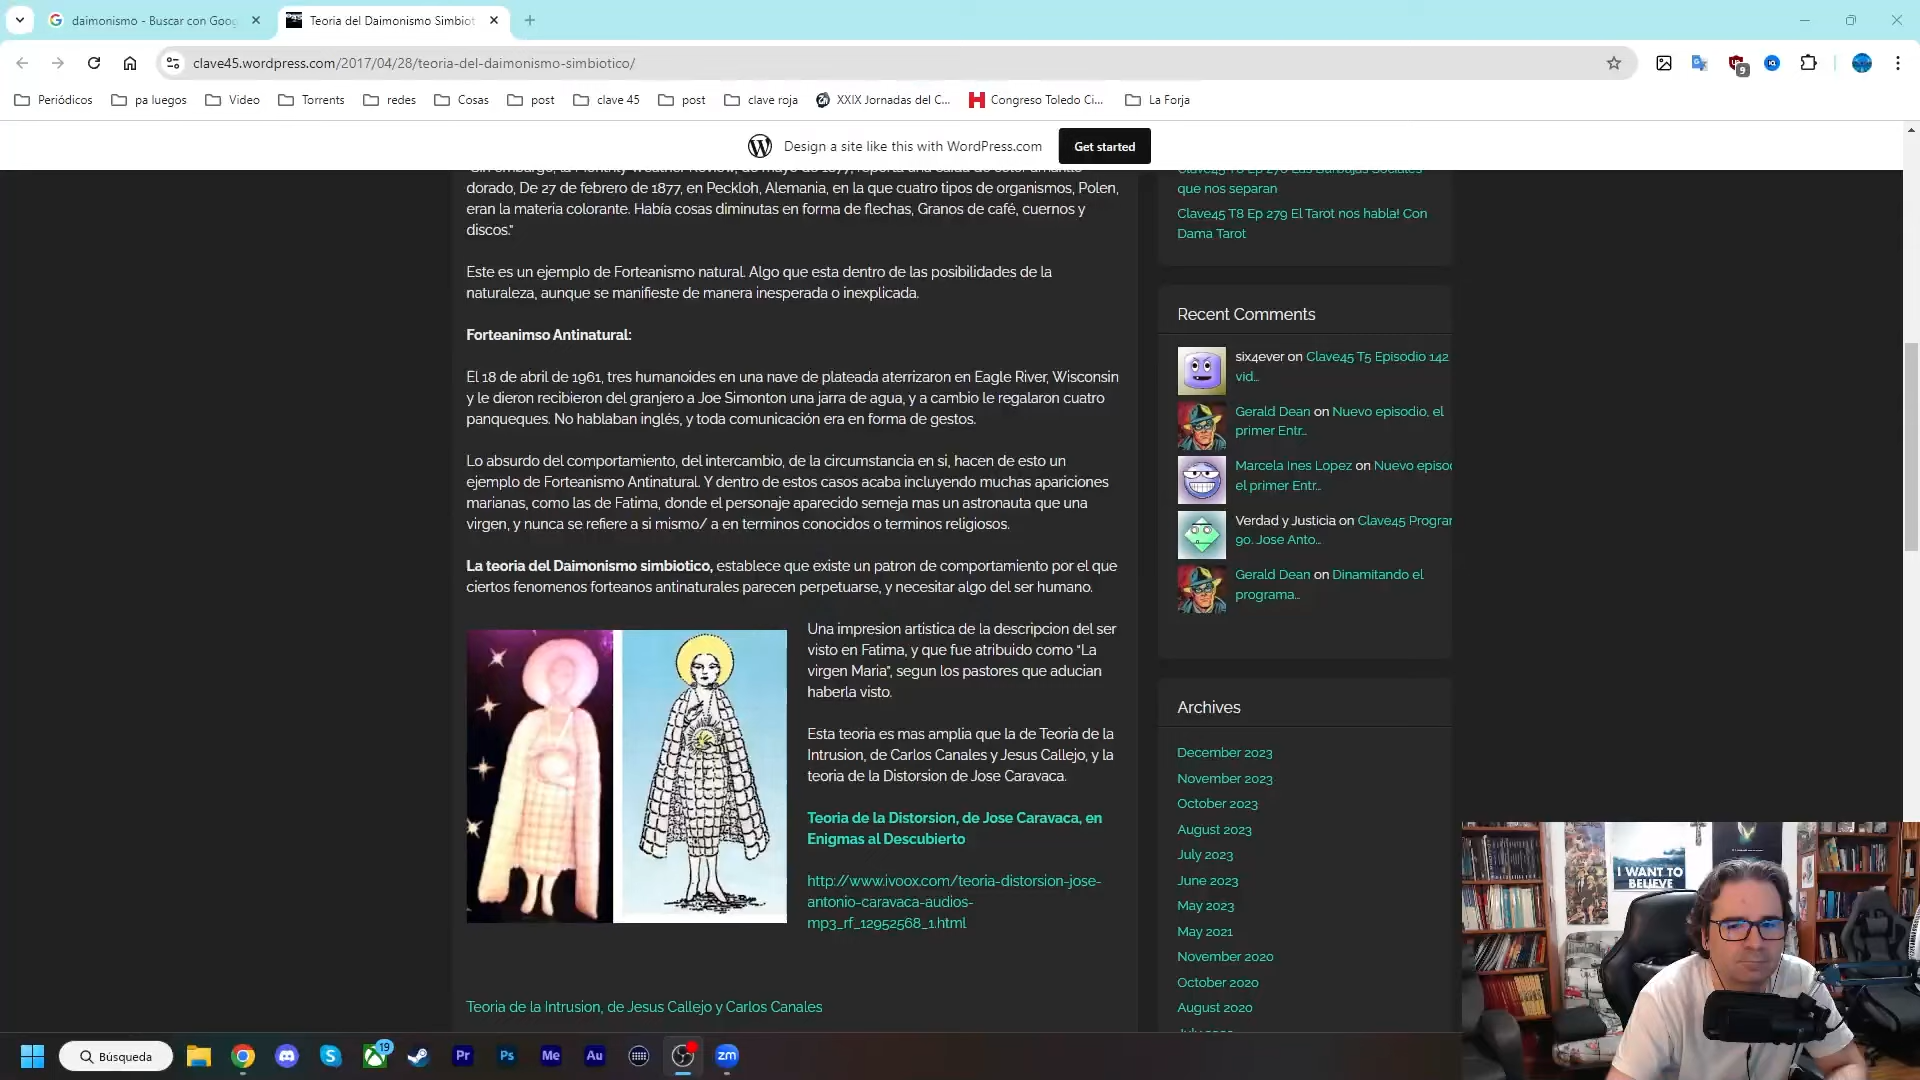 daimonismo - Buscar con Goog
Teoria del Daimonismo Simbiot
clave45.wordpress.com/2017/04/28/teoria-del-daimonismo-simbiotico/
9
Periódicos
pa luegos
Video
Torrents
redes
Cosas
post
clave 45
post
clave roja
XXIX Jornadas del C...
Congreso Toledo Ci...
La Forja
Design a site like this with WordPress.com
Get started
dorado, De 27 de febrero de 1877, en Peckloh, Alemania, en la que cuatro tipos de organismos, Polen,
eran la materia colorante. Había cosas diminutas en forma de flechas, Granos de café, cuernos y
discos."
Este es un ejemplo de Forteanismo natural. Algo que esta dentro de las posibilidades de la
naturaleza, aunque se manifieste de manera inesperada o inexplicada.
Forteanimso Antinatural:
El 18 de abril de 1961, tres humanoides en una nave de plateada aterrizaron en Eagle River, Wisconsin
y le dieron recibieron del granjero a Joe Simonton una jarra de agua, y a cambio le regalaron cuatro
panqueques. No hablaban inglés, y toda comunicación era en forma de gestos.
Lo absurdo del comportamiento, del intercambio, de la circunstancia en si, hacen de esto un
ejemplo de Forteanismo Antinatural. Y dentro de estos casos acaba incluyendo muchas apariciones
marianas, como las de Fatima, donde el personaje aparecido semeja mas un astronauta que una
virgen, y nunca se refiere a si mismo/ a en terminos conocidos o terminos religiosos.
La teoria del Daimonismo simbiotico, establece que existe un patron de comportamiento por el que
ciertos fenomenos forteanos antinaturales parecen perpetuarse, y necesitar algo del ser humano.
Una impresion artistica de la descripcion del ser
visto en Fatima, y que fue atribuido como "La
virgen Maria", segun los pastores que aducian
haberla visto.
Esta teoria es mas amplia que la de Teoria de la
Intrusion, de Carlos Canales y Jesus Callejo, y la
teoria de la Distorsion de Jose Caravaca.
Teoria de la Distorsion, de Jose Caravaca, en
Enigmas al Descubierto
http://www.ivoox.com/teoria-distorsion-jose-
antonio-caravaca-audios-
mp3_rf_12952568_1.html
Teoria de la Intrusion, de Jesus Callejo y Carlos Canales
que nos separan
Clave45 T8 Ep 279 El Tarot nos habla! Con
Dama Tarot
Recent Comments
six4ever on Clave45 T5 Episodio 142
vid…
Gerald Dean on Nuevo episodio, el
primer Entr…
Marcela Ines Lopez on Nuevo episo
el primer Entr…
Verdad y Justicia on Clave45 Progra
90. Jose Anto…
Gerald Dean on Dinamitando el
programa…
Archives
December 2023
November 2023
October 2023
August 2023
July 2023
June 2023
May 2023
May 2021
November 2020
October 2020
August 2020
I WANT TO
BELIEVE
Búsqueda
19
Pr
Ps
Me
Au
zm